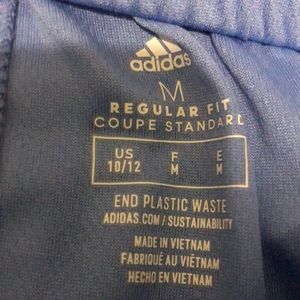 adidas
M
REGULAR FIT
COUPE STANDARD
US F E
10/12 M M
END PLASTIC WASTE
ADIDAS.COM / SUSTAINABILITY
MADE IN VIETNAM
FABRIQUÉ AU VIÊTNAM
HECHO EN VIETNAM